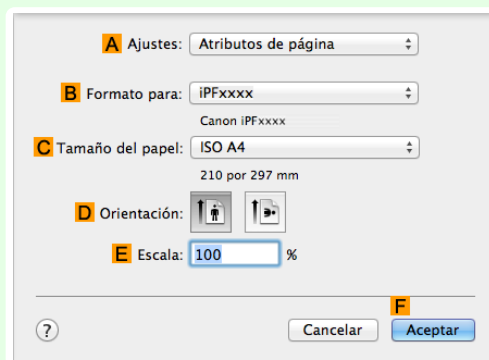 A Ajustes: Atributos de página
B Formato para: iPFxxxx
Canon iPFxxxx
C Tamaño del papel: ISO A4
210 por 297 mm
D Orientación:
E Escala: 100 %
F
? Cancelar Aceptar